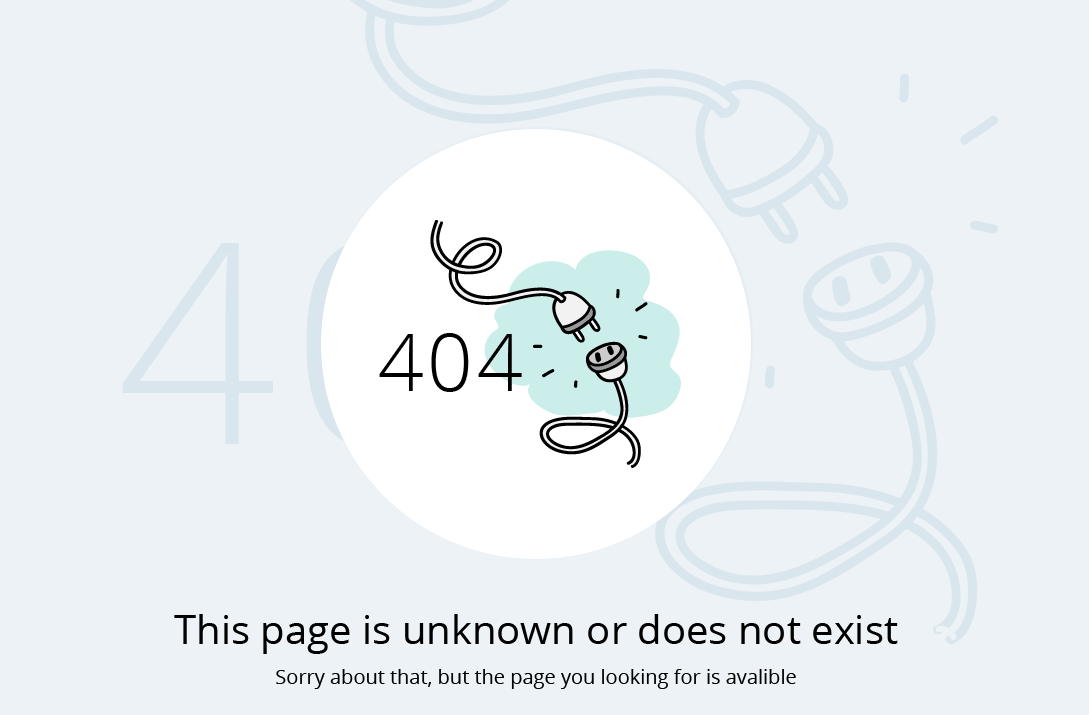 404
This page is unknown or does not exist
Sorry about that, but the page you looking for is avalible